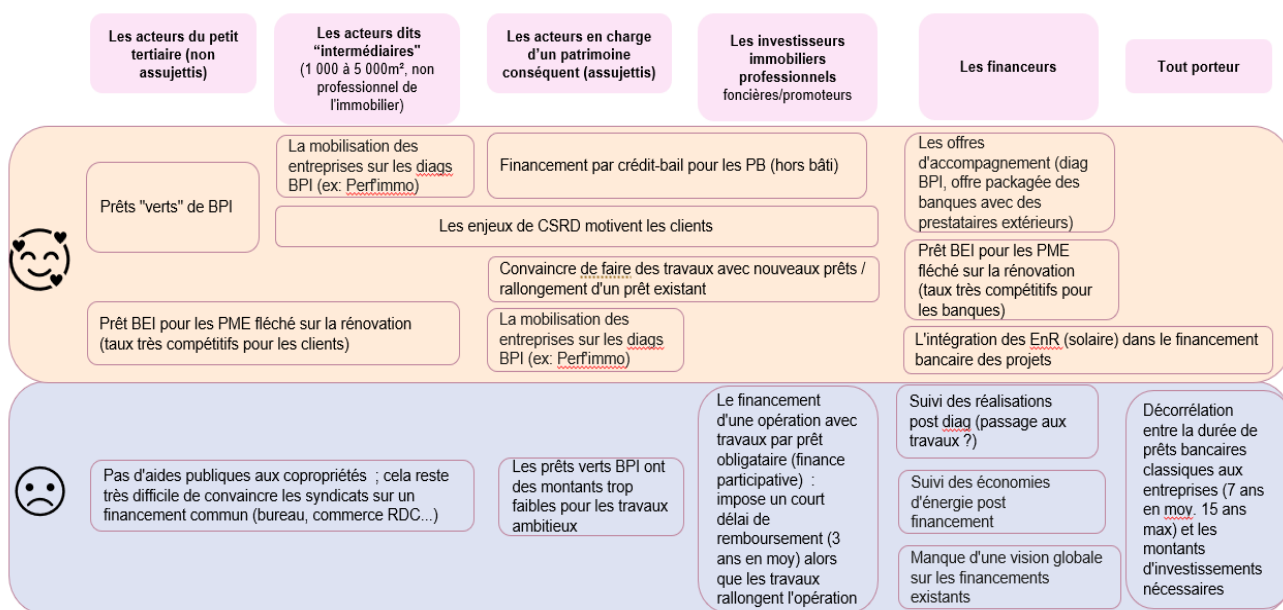 Les acteurs du petit
tertiaire (non
assujettis)
Les acteurs dits
“intermédiaires"
(1 000 à 5 000m², non
professionnel de
l'immobilier)
Les acteurs en charge
d'un patrimoine
conséquent (assujettis)
Les investisseurs
immobiliers
professionnels
foncières/promoteurs
Les financeurs
Tout porteur
Prêts "verts" de BPI
La mobilisation des
entreprises sur les diags
BPI (ex: Perf'immo)
Financement par crédit-bail pour les PB (hors bâti)
Les offres
d'accompagnement (diag
BPI, offre packagée des
banques avec des
prestataires extérieurs)
Les enjeux de CSRD motivent les clients
Convaincre de faire des travaux avec nouveaux prêts /
rallongement d'un prêt existant
Prêt BEI pour les PME
fléché sur la rénovation
(taux très compétitifs pour
les banques)
Prêt BEI pour les PME fléché sur la rénovation
(taux très compétitifs pour les clients)
La mobilisation des
entreprises sur les diags
BPI (ex: Perf'immo)
L'intégration des EnR (solaire) dans le financement
bancaire des projets
Pas d'aides publiques aux copropriétés ; cela reste
très difficile de convaincre les syndicats sur un
financement commun (bureau, commerce RDC...)
Les prêts verts BPI ont
des montants trop
faibles pour les travaux
ambitieux
Le financement
d'une opération avec
travaux par prêt
obligataire (finance
participative) :
impose un court
délai de
remboursement (3
ans en moy) alors
que les travaux
rallongent l'opération
Suivi des réalisations
post diag (passage aux
travaux ?)
Suivi des économies
d'énergie post
financement
Manque d'une vision globale
sur les financements
existants
Décorrélation
entre la durée de
prêts bancaires
classiques aux
entreprises (7 ans
en moy. 15 ans
max) et les
montants
d'investissements
nécessaires